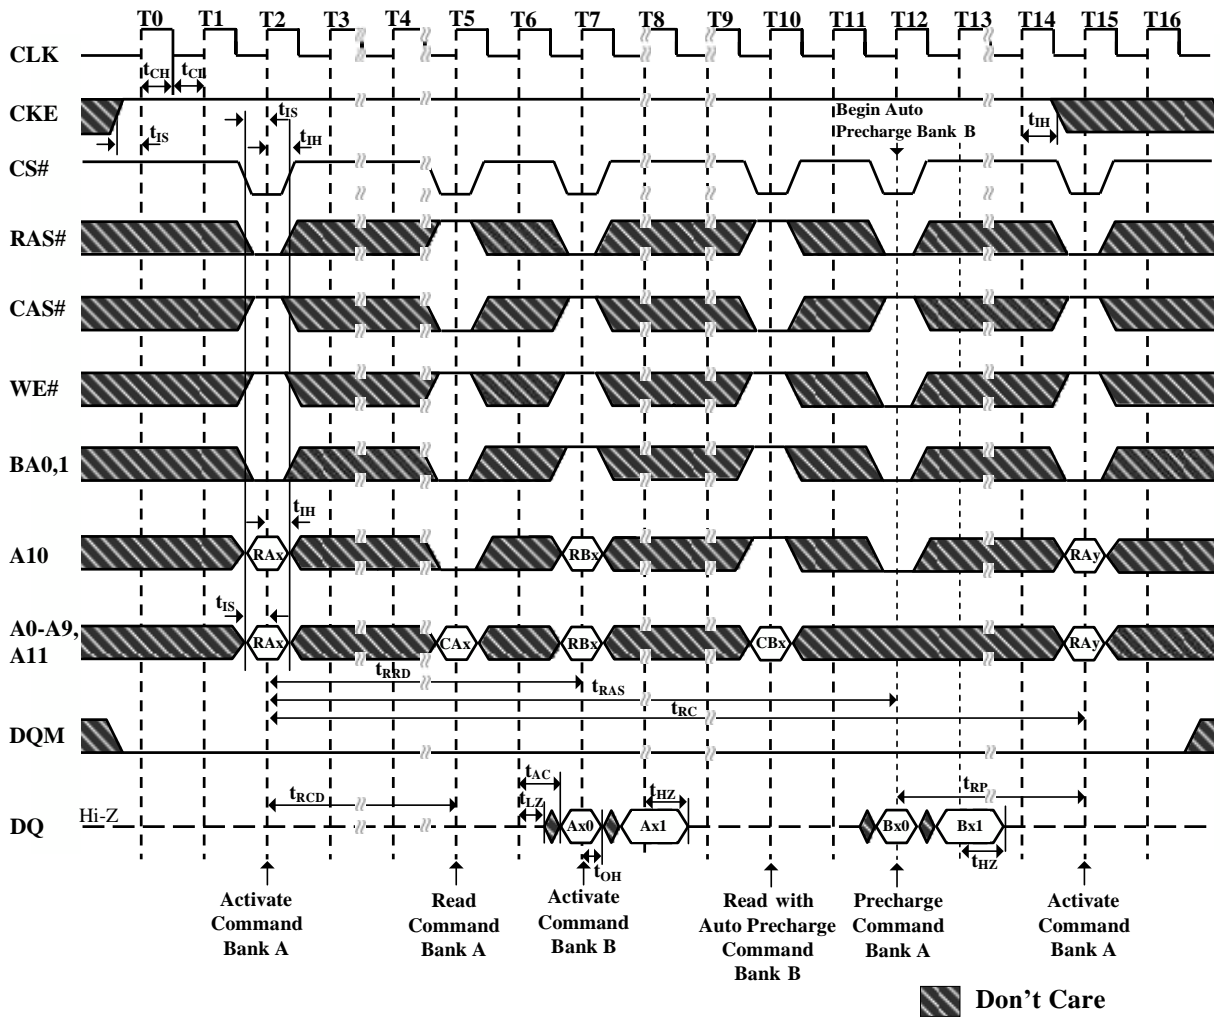 T0 T1 T2 T3 T4 T5 T6 T7 T8 T9 T10 T11 T12 T13 T14 T15 T16
CLK
tCH tCL
CKE
tIS
tIS
tIH
Begin Auto
Precharge Bank B
tIH
CS#
RAS#
CAS#
WE#
BA0,1
tIH
A10
RAx RBx RAy
tIS
A0-A9,
A11
RAx CAx RBx CBx RAy
tRRD
tRAS
tRC
DQM
tRCD
tAC
tLZ
tHZ
tRP
Hi-Z
DQ
Ax0 Ax1 Bx0 Bx1
tOH
tHZ
Activate
Command
Bank A
Read
Command
Bank A
Activate
Command
Bank B
Read with
Auto Precharge
Command
Bank B
Precharge
Command
Bank A
Activate
Command
Bank A
Don't Care